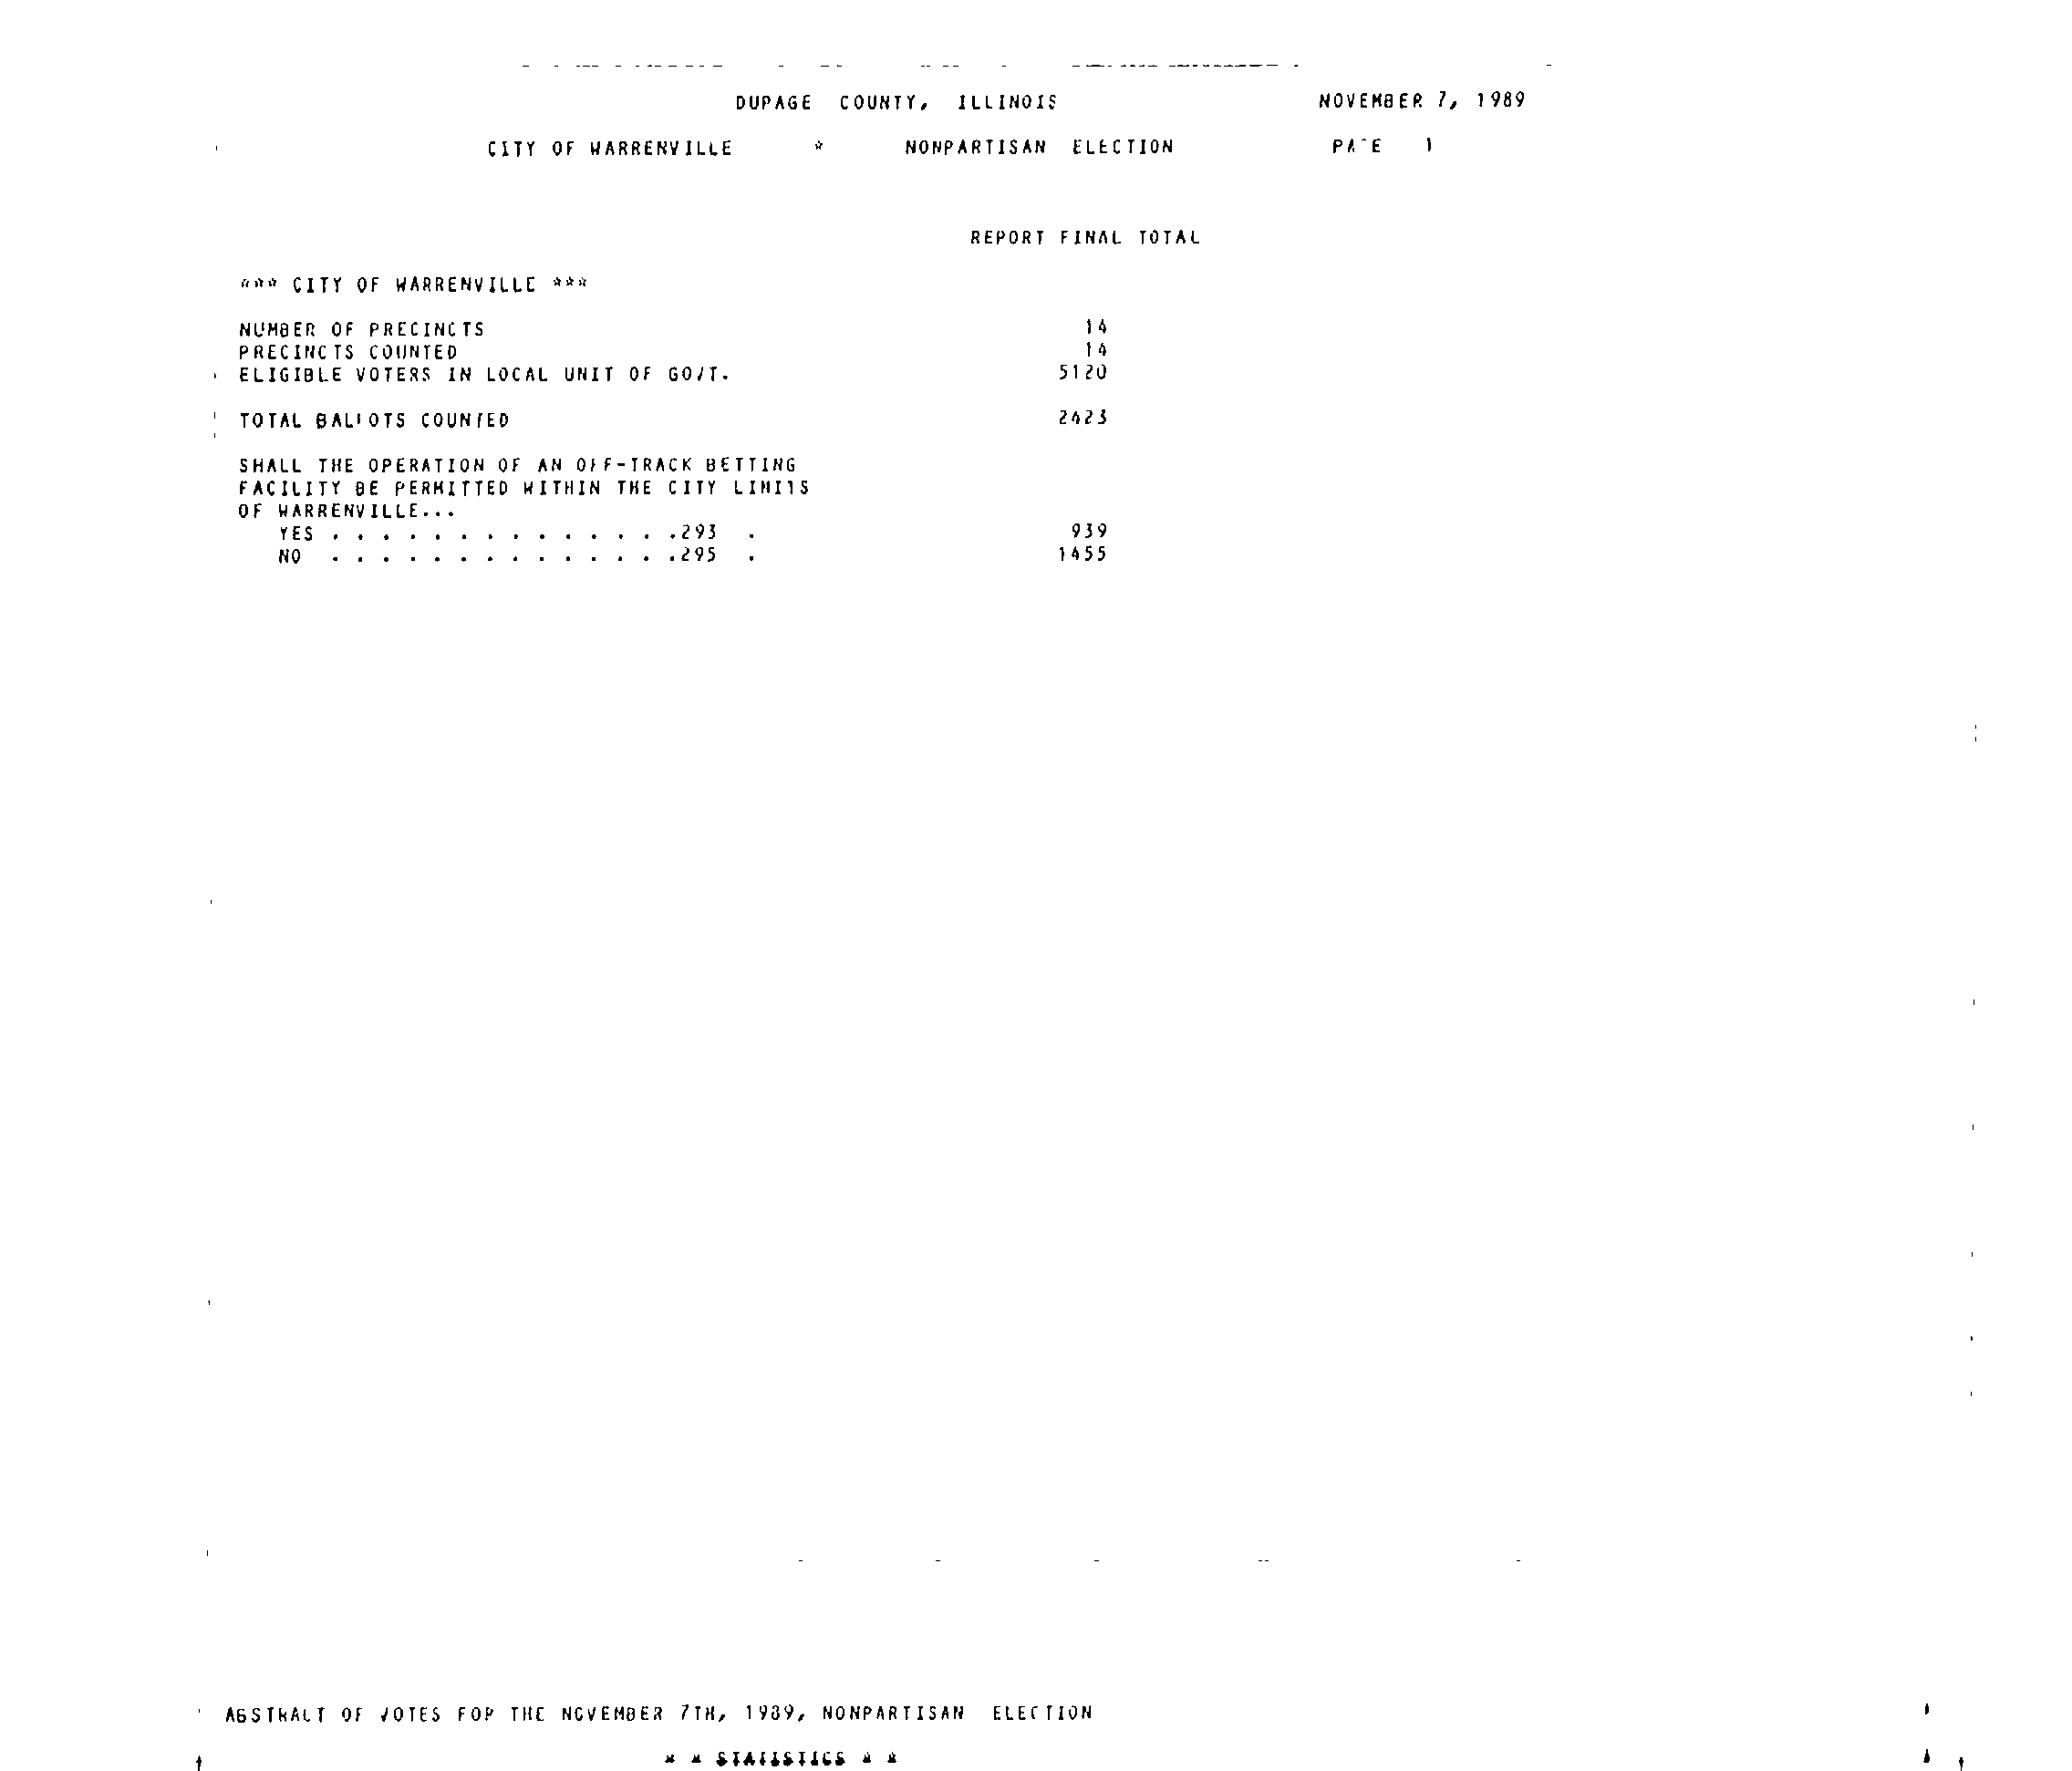 DUPAGE COUNTY, ILLINOIS NOVEMBER 7, 1989
CITY OF WARRENVILLE * NONPARTISAN ELECTION PAGE 1
REPORT FINAL TOTAL
*** CITY OF WARRENVILLE ***
NUMBER OF PRECINCTS 14
PRECINCTS COUNTED 14
ELIGIBLE VOTERS IN LOCAL UNIT OF GOVT. 5120
TOTAL BALLOTS COUNTED 2423
SHALL THE OPERATION OF AN OFF-TRACK BETTING
FACILITY BE PERMITTED WITHIN THE CITY LIMITS
OF WARRENVILLE...
YES . . . . . . . . . . . . . .293 . 939
NO . . . . . . . . . . . . . .295 . 1455
ABSTRACT OF VOTES FOR THE NOVEMBER 7TH, 1989, NONPARTISAN ELECTION
* * STATISTICS * *